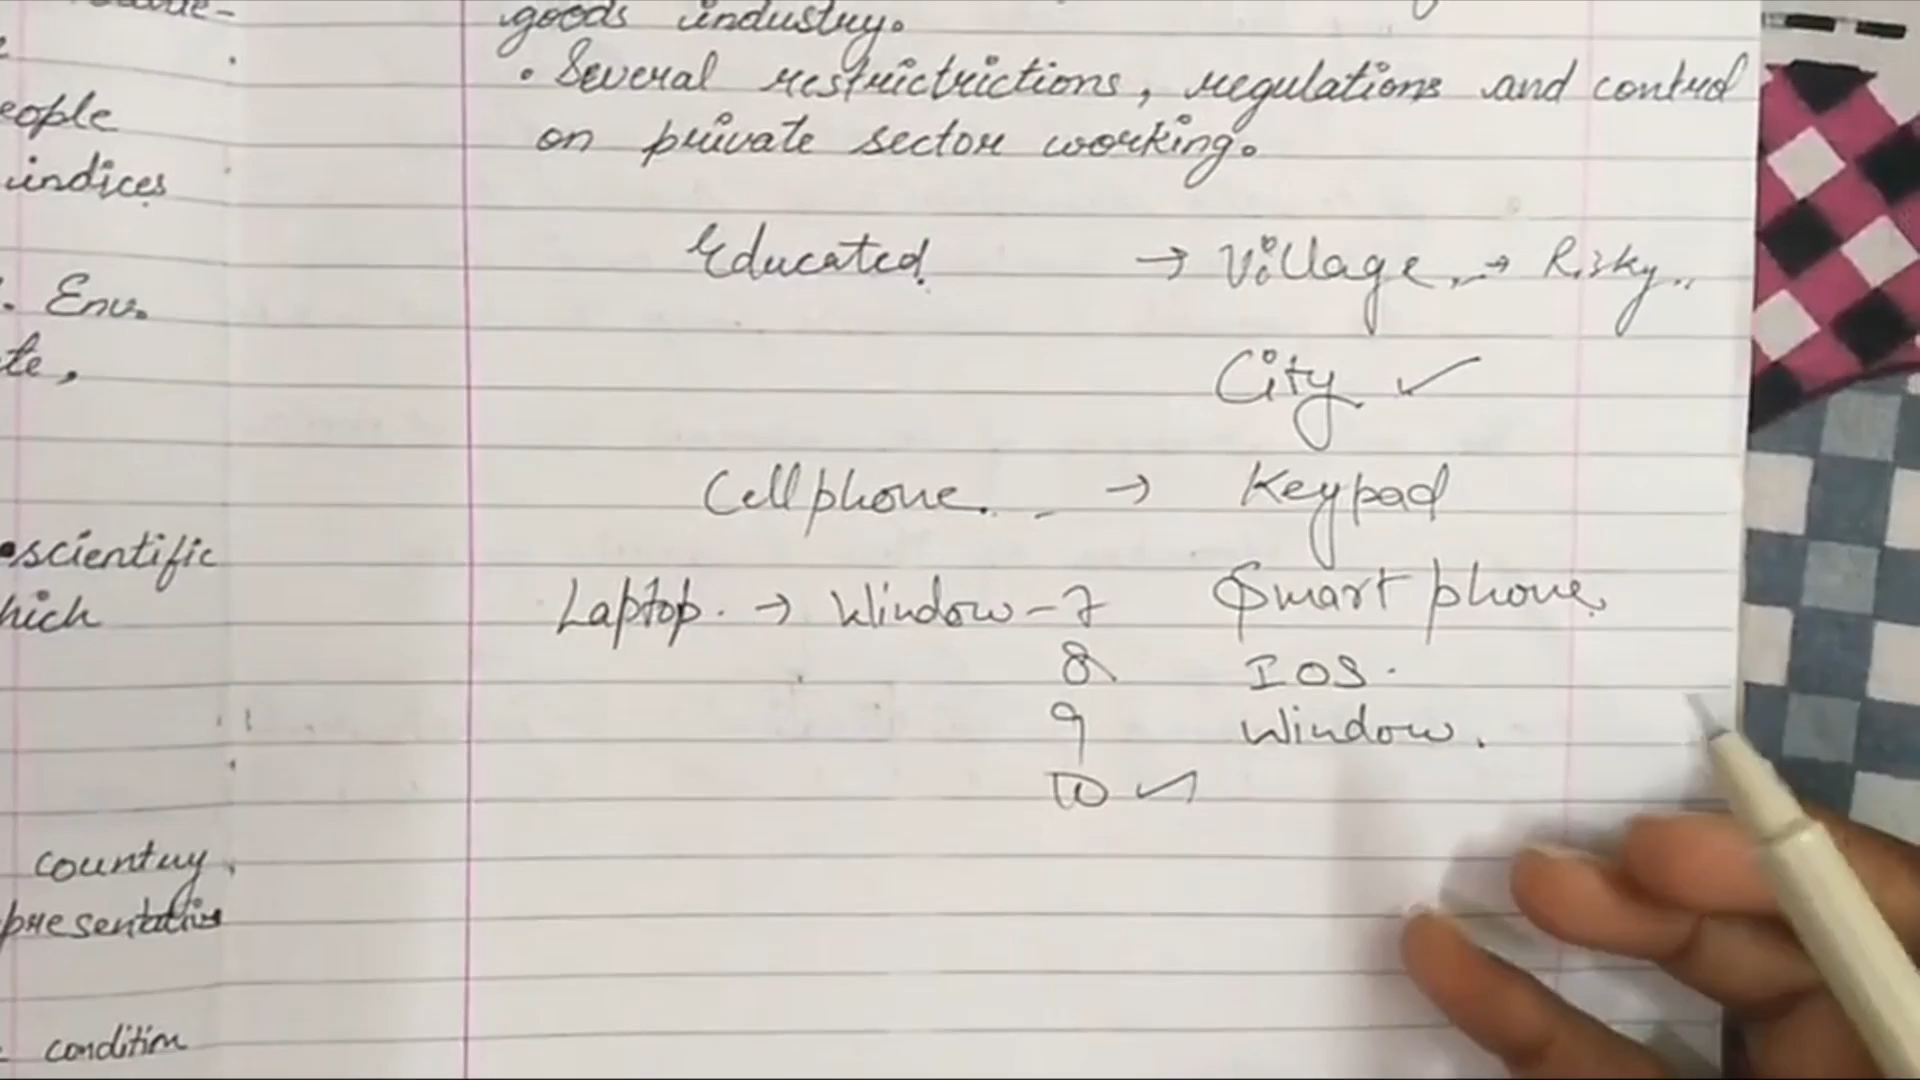 eople
indices
. Env.
te,
scientific
hich
country
presentative
condition
goods industry.
• Several restrictrictions, regulations and control
on private sector working.
Educated → Village → Risky..
City ✓
Cellphone. → Keypad
Laptop. → Window - 7 Smart phone.
8 IOS.
9 Window.
10 ✓